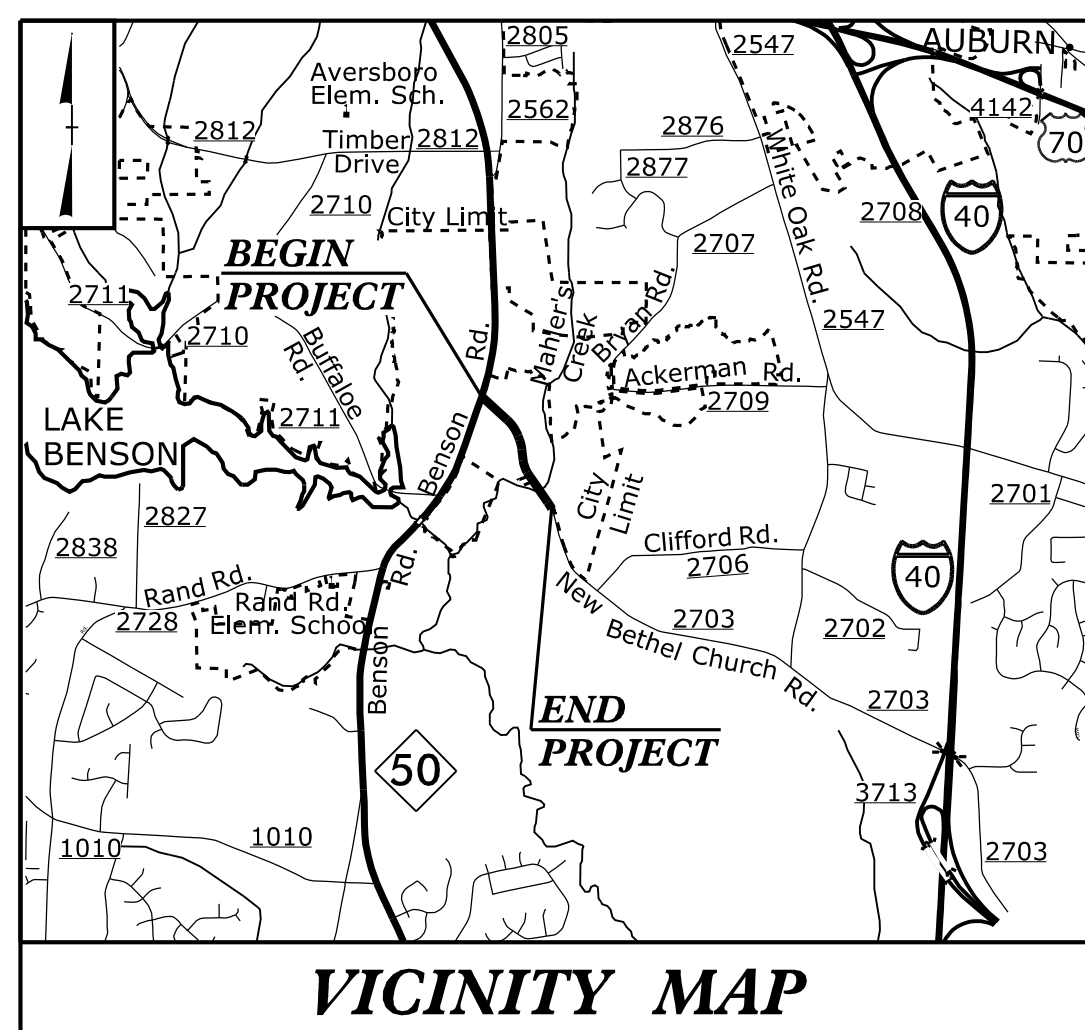 2805
2547
AUBURN
Aversboro
Elem. Sch.
2562
4142
2812
Timber
Drive
2812
2876
70
2877
White Oak Rd.
2710
City Limit
2708
40
2707
BEGIN
PROJECT
2711
2710
Buffaloe
Rd.
Rd.
Mahler's
Creek
Bryan Rd.
2547
Ackerman Rd.
2709
LAKE
BENSON
2711
Benson
City
Limit
2701
2827
2838
Clifford Rd.
2706
40
Rd.
Rand Rd.
2728
Rand Rd.
Elem. School
New Bethel Church Rd.
2703
2702
Benson
2703
END
PROJECT
50
3713
1010
1010
2703
VICINITY MAP